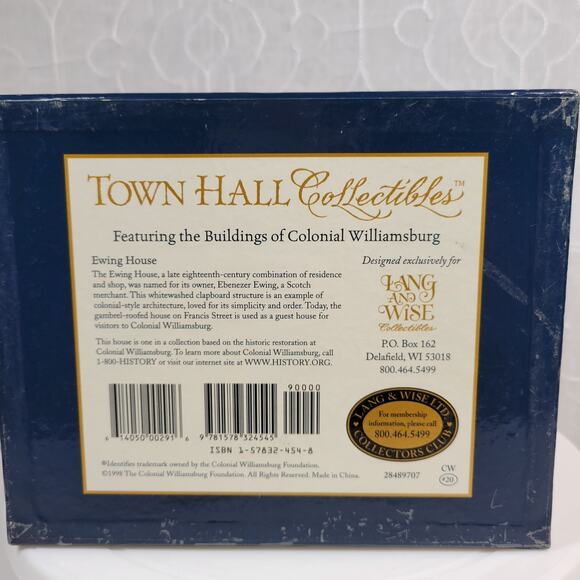 TOWN HALL Collectibles™
Featuring the Buildings of Colonial Williamsburg
Ewing House
The Ewing House, a late eighteenth-century combination of residence
and shop, was named for its owner, Ebenezer Ewing, a Scotch
merchant. This whitewashed clapboard structure is an example of
colonial-style architecture, loved for its simplicity and order. Today, the
gambrel-roofed house on Francis Street is used as a guest house for
visitors to Colonial Williamsburg.
This house is one in a collection based on the historic restoration at
Colonial Williamsburg. To learn more about Colonial Williamsburg, call
1-800-HISTORY or visit our internet site at WWW.HISTORY.ORG.
Designed exclusively for
LANG
AND
WISE
Collectibles
P.O. Box 162
Delafield, WI 53018
800.464.5499
90000
6 14050 00291 6
9 781578 324545
ISBN 1-57832-454-8
LANG & WISE LTD.
For membership
information, please call
800.464.5499
COLLECTORS CLUB
®Identifies trademark owned by the Colonial Williamsburg Foundation.
©1998 The Colonial Williamsburg Foundation. All Rights Reserved. Made in China.
28489707
CW
#20